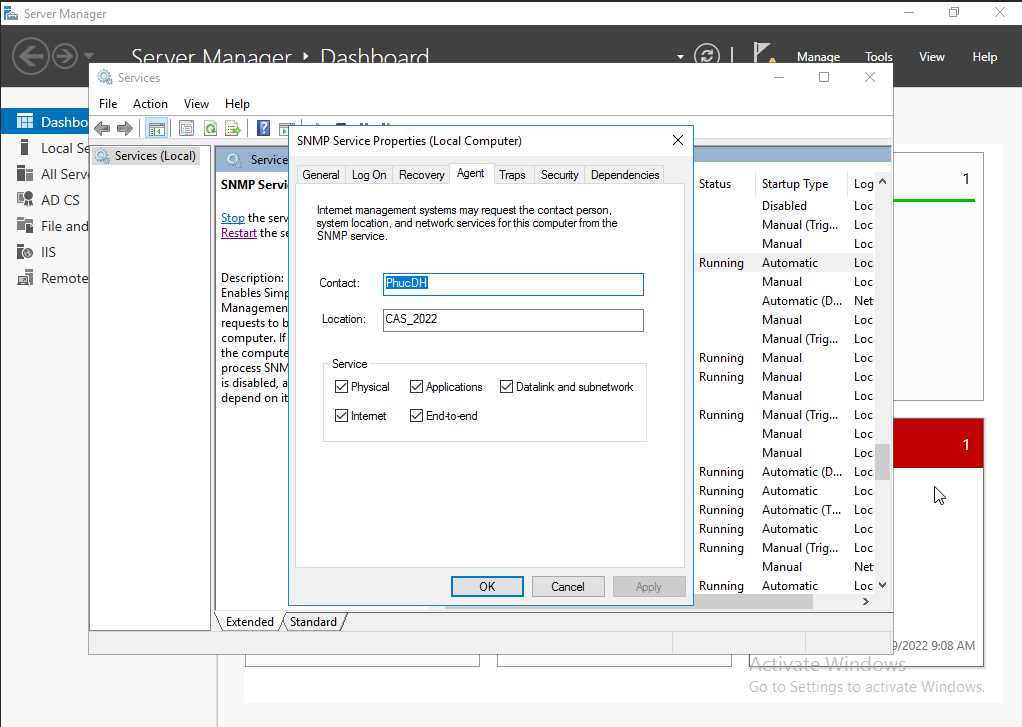 Server Manager
Server Manager • Dashboard
Manage Tools View Help
Dashbo
Local Se
All Serv
AD CS
File and
IIS
Remote
Services
File Action View Help
Services (Local)
Service
SNMP Servi
Stop the serv
Restart the se
Description:
Enables Simp
Management
requests to b
computer. If
the compute
process SNM
is disabled, a
depend on it
Extended Standard
SNMP Service Properties (Local Computer)
General Log On Recovery Agent Traps Security Dependencies
Internet management systems may request the contact person,
system location, and network services for this computer from the
SNMP service.
Contact: PhucDH
Location: CAS_2022
Service
Physical Applications Datalink and subnetwork
Internet End-to-end
OK Cancel Apply
Status Startup Type Log
Disabled Loc
Manual (Trig... Loc
Manual Loc
Running Automatic Loc
Manual Loc
Automatic (D... Net
Manual Loc
Manual (Trig... Loc
Running Manual Loc
Running Manual Loc
Manual Loc
Running Manual (Trig... Loc
Manual Loc
Manual Loc
Running Automatic (D... Loc
Running Automatic Loc
Running Automatic (T... Loc
Running Automatic Loc
Running Manual (Trig... Loc
Manual Net
Running Automatic Loc
1
1
9/2022 9:08 AM
Activate Windows
Go to Settings to activate Windows.